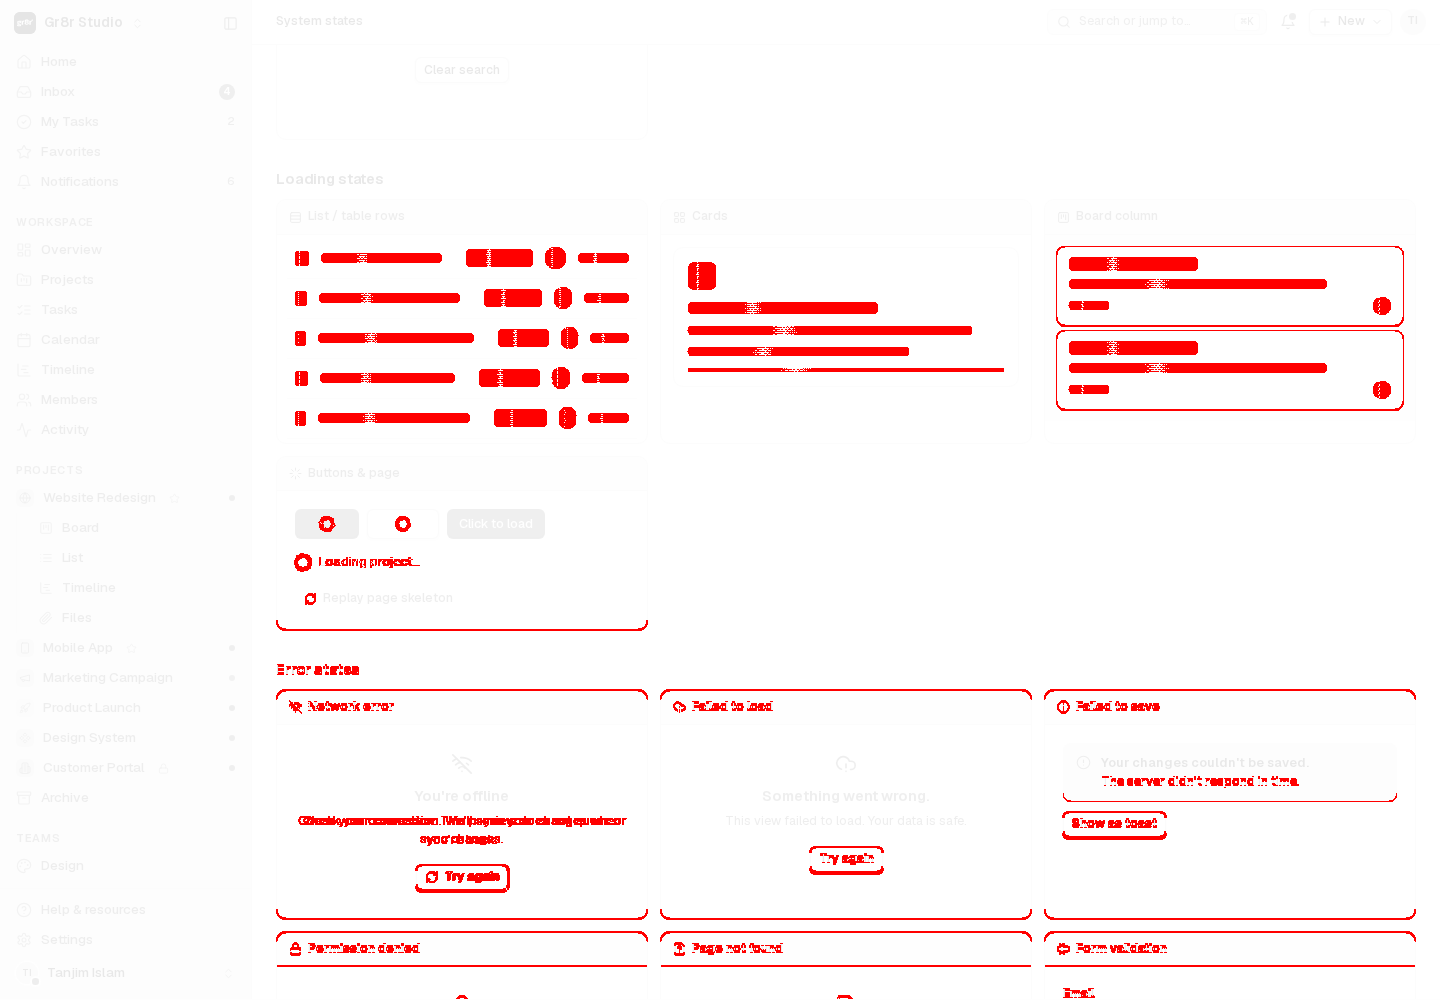 Gr8r Studio
System states
Search or jump to...
⌘K
New
TI
Home
Inbox
4
My Tasks
2
Favorites
Notifications
6
WORKSPACE
Overview
Projects
Tasks
Calendar
Timeline
Members
Activity
PROJECTS
Website Redesign
Board
List
Timeline
Files
Mobile App
Marketing Campaign
Product Launch
Design System
Customer Portal
Archive
TEAMS
Design
Help & resources
Settings
TI
Tanjim Islam
Clear search
Loading states
List / table rows
Cards
Board column
Buttons & page
Click to load
Loading project…
Replay page skeleton
Error states
Network error
Failed to load
Failed to save
You're offline
Try again
Something went wrong.
This view failed to load. Your data is safe.
Try again
Your changes couldn't be saved.
The server didn't respond in time.
Show as toast
Permission denied
Page not found
Form validation
Email